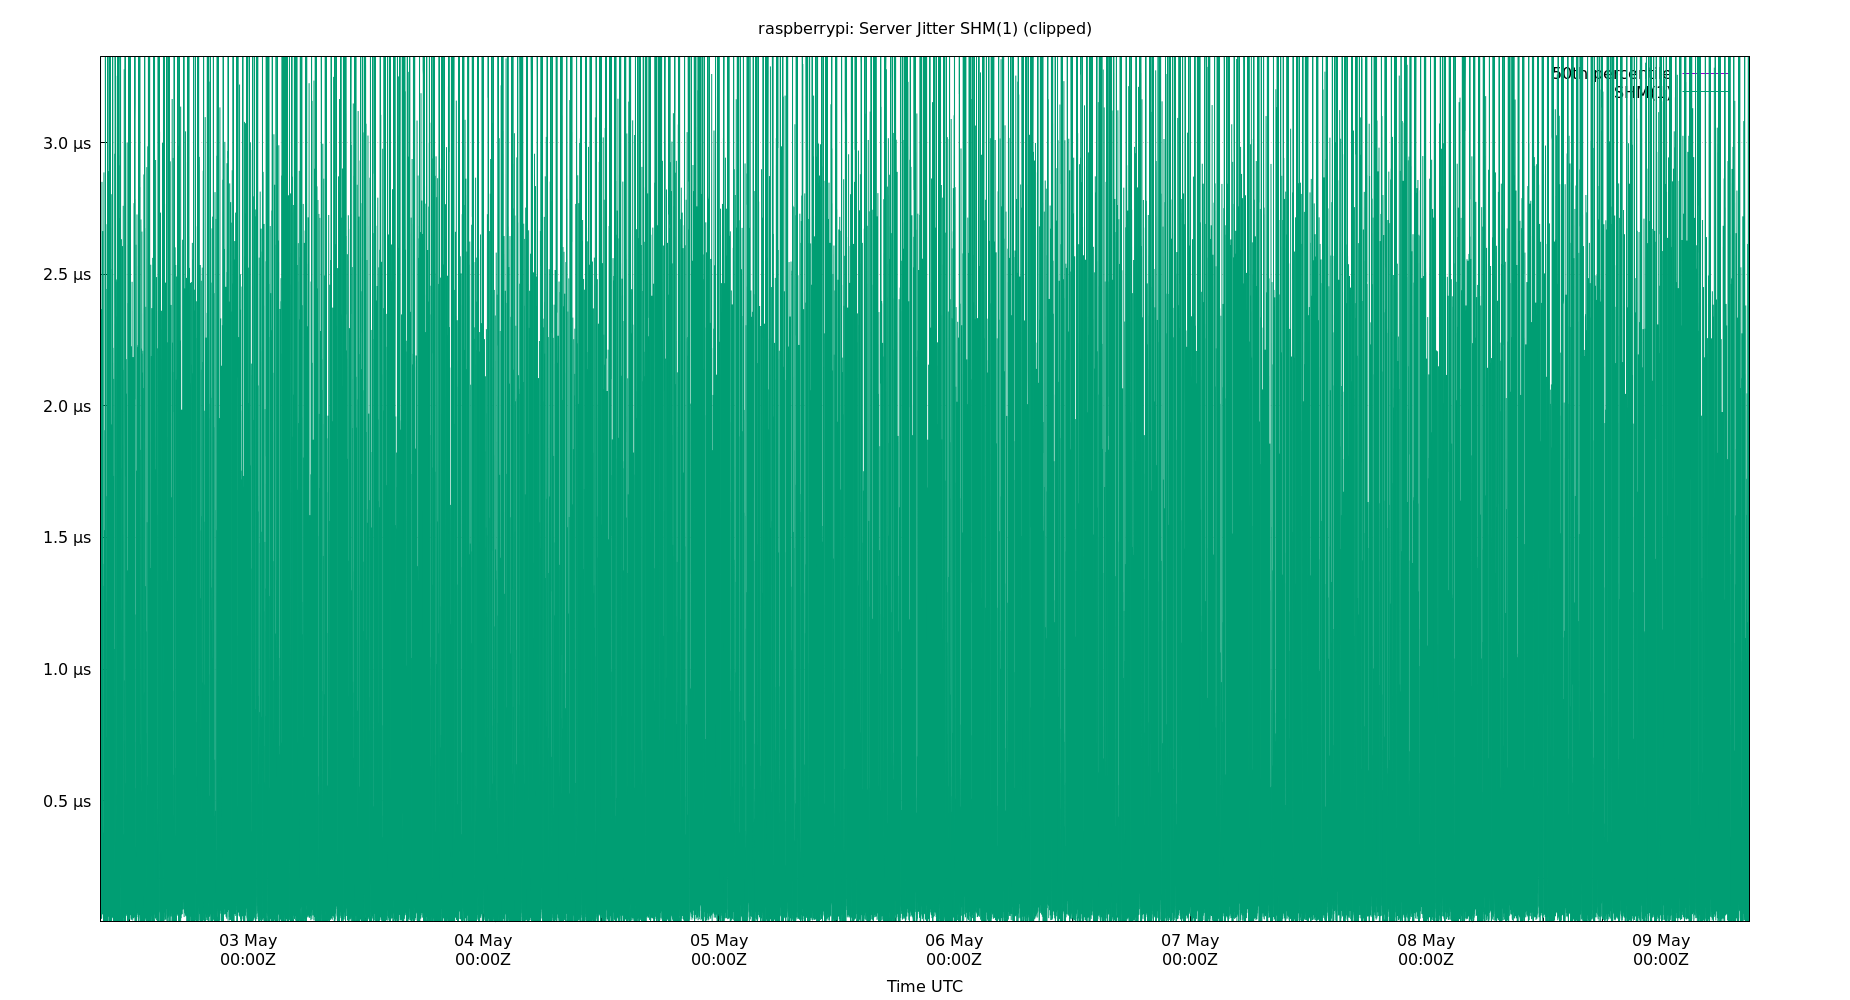 raspberrypi: Server Jitter SHM(1) (clipped)
50th percentile
SHM(1)
3.0 µs
2.5 µs
2.0 µs
1.5 µs
1.0 µs
0.5 µs
03 May 04 May 05 May 06 May 07 May 08 May 09 May
00:00Z 00:00Z 00:00Z 00:00Z 00:00Z 00:00Z 00:00Z
Time UTC